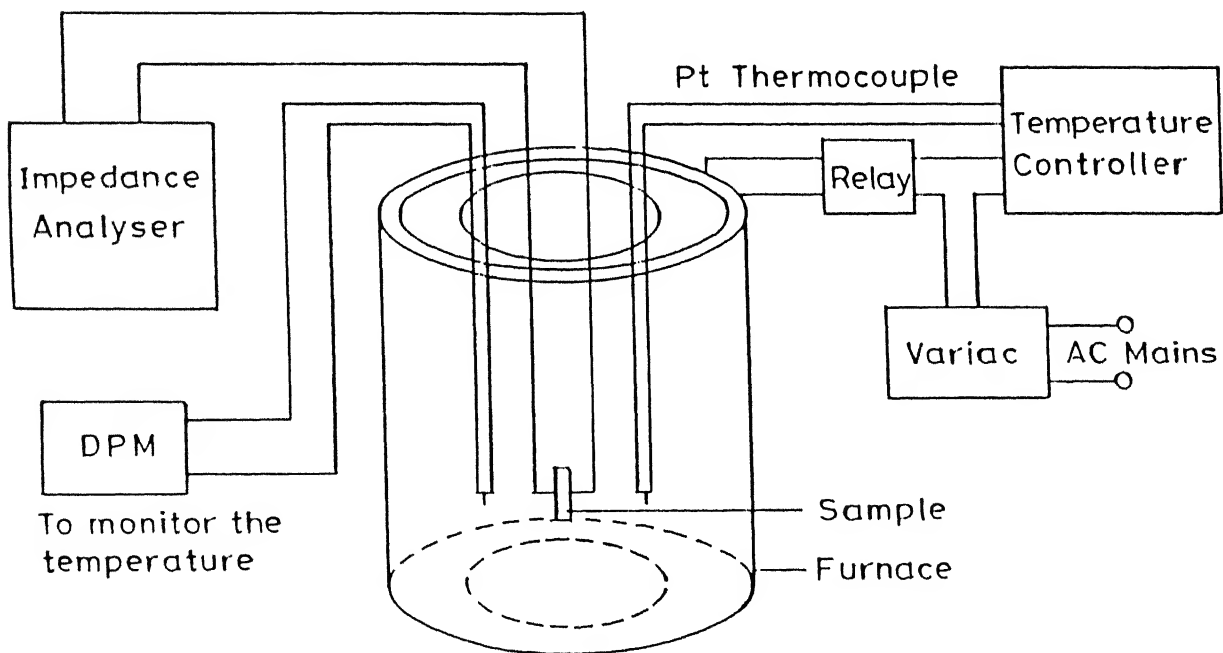 Pt Thermocouple
Impedance
Analyser
Temperature
Controller
Relay
Variac
AC Mains
DPM
To monitor the
temperature
Sample
Furnace